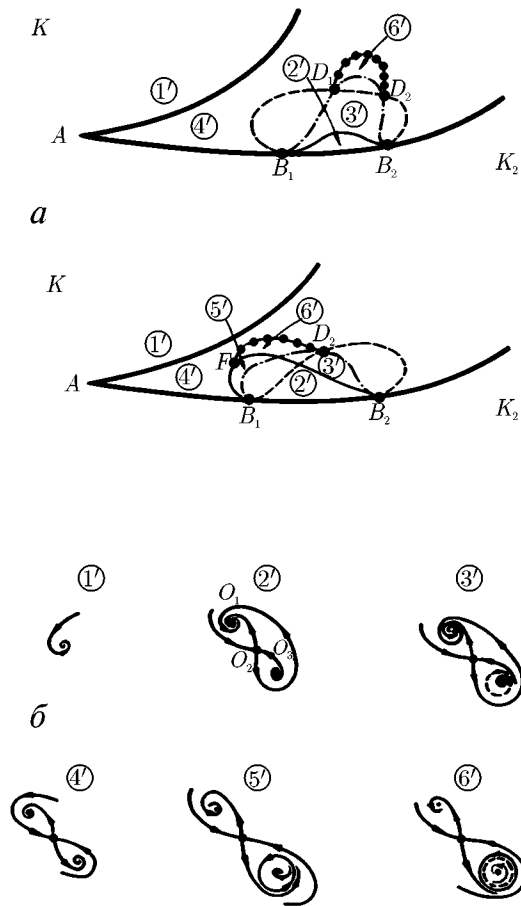 K
6′
D₁
2′
D₂
1′
3′
4′
A
B₁
B₂
K₂
а
K
5′
6′
1′
D₂
F
3′
4′
2′
A
B₁
B₂
K₂
1′
2′
3′
O₁
O₂
O₃
б
4′
5′
6′